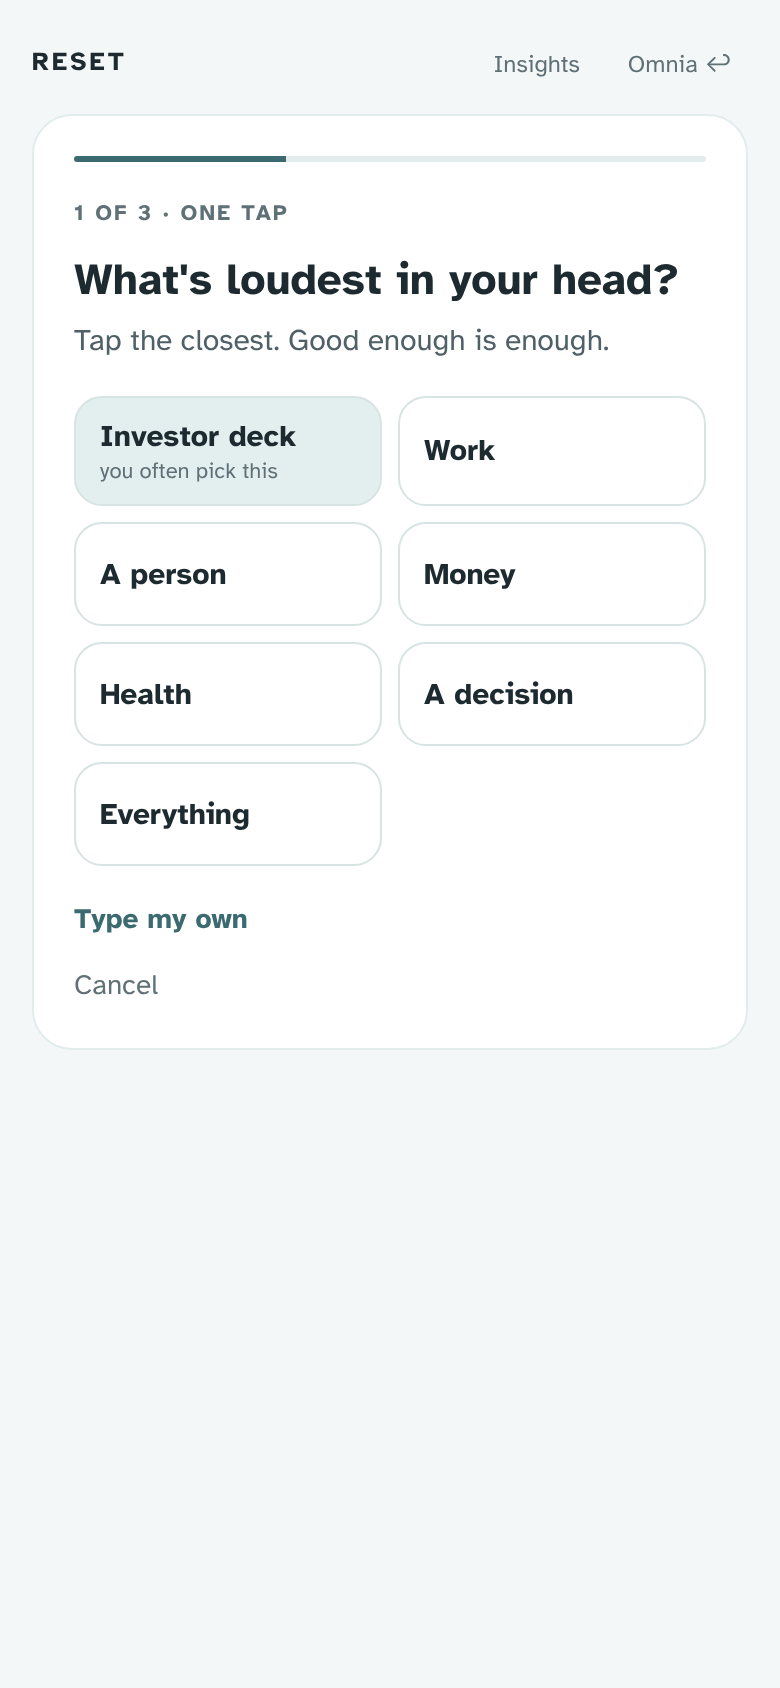 RESET
Insights
Omnia ↩
1 OF 3 · ONE TAP
What's loudest in your head?
Tap the closest. Good enough is enough.
Investor deck
you often pick this
Work
A person
Money
Health
A decision
Everything
Type my own
Cancel